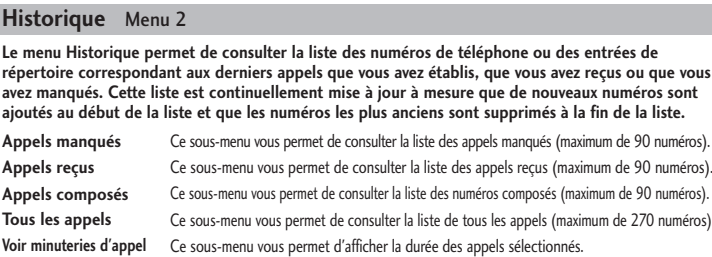 Historique Menu 2
Le menu Historique permet de consulter la liste des numéros de téléphone ou des entrées de
répertoire correspondant aux derniers appels que vous avez établis, que vous avez reçus ou que vous
avez manqués. Cette liste est continuellement mise à jour à mesure que de nouveaux numéros sont
ajoutés au début de la liste et que les numéros les plus anciens sont supprimés à la fin de la liste.
Appels manqués Ce sous-menu vous permet de consulter la liste des appels manqués (maximum de 90 numéros).
Appels reçus Ce sous-menu vous permet de consulter la liste des appels reçus (maximum de 90 numéros).
Appels composés Ce sous-menu vous permet de consulter la liste des numéros composés (maximum de 90 numéros).
Tous les appels Ce sous-menu vous permet de consulter la liste de tous les appels (maximum de 270 numéros)
Voir minuteries d'appel Ce sous-menu vous permet d'afficher la durée des appels sélectionnés.